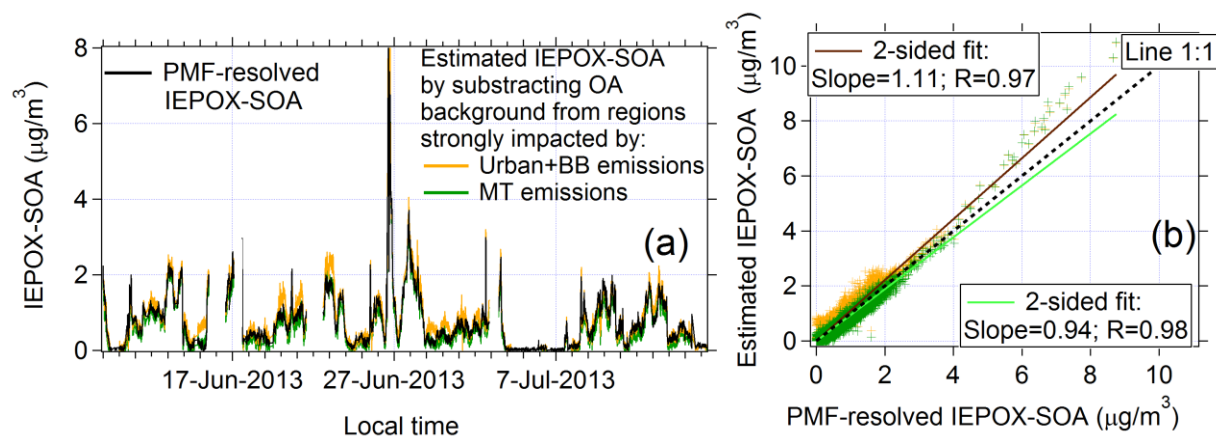 8
6
4
2
0
IEPOX-SOA (µg/m3)
PMF-resolved
IEPOX-SOA
Estimated IEPOX-SOA
by substracting OA
background from regions
strongly impacted by:
Urban+BB emissions
MT emissions
(a)
17-Jun-2013
27-Jun-2013
7-Jul-2013
Local time
10
8
6
4
2
0
Estimated IEPOX-SOA (µg/m3)
2-sided fit:
Slope=1.11; R=0.97
Line 1:1
(b)
2-sided fit:
Slope=0.94; R=0.98
0
2
4
6
8
10
PMF-resolved IEPOX-SOA (µg/m3)